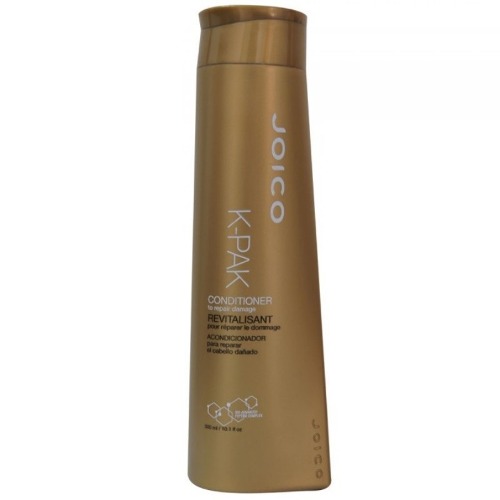 JOICO
K-PAK
CONDITIONER
to repair damage
REVITALISANT
pour réparer le dommage
ACONDICIONADOR
para reparar
el cabello dañado
300 ml / 10.1 fl oz
JOICO